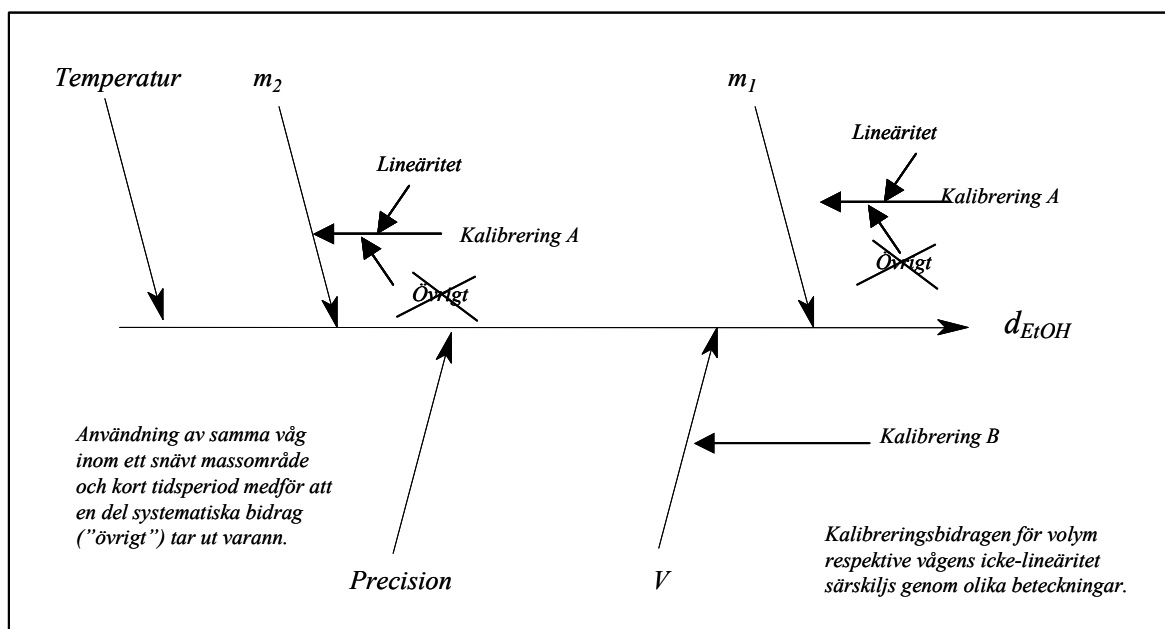 Temperatur
m2
m1
Lineäritet
Lineäritet
Kalibrering A
Kalibrering A
Övrigt
Övrigt
dEtOH
Kalibrering B
Användning av samma våg
inom ett snävt massområde
och kort tidsperiod medför att
en del systematiska bidrag
(”övrigt”) tar ut varann.
Precision
V
Kalibreringsbidragen för volym
respektive vågens icke-lineäritet
särskiljs genom olika beteckningar.